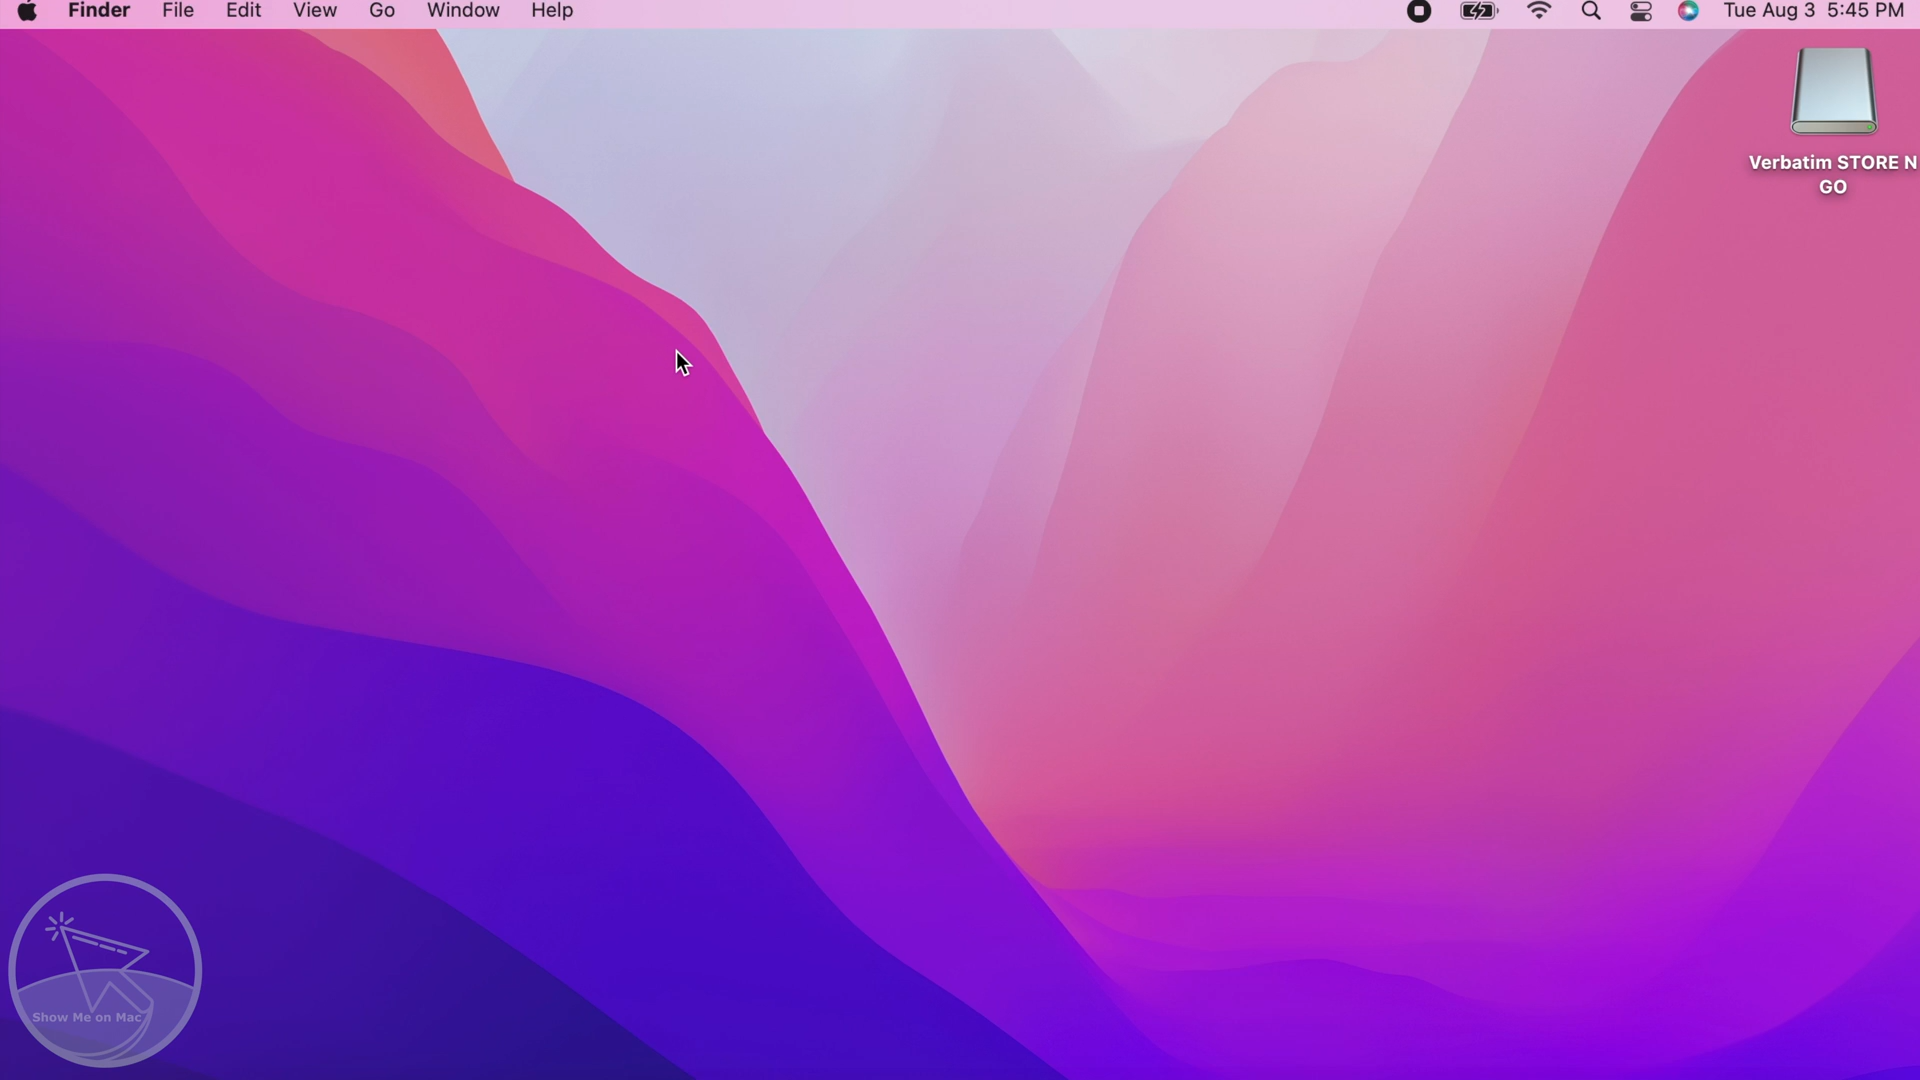 Finder File Edit View Go Window Help Tue Aug 3 5:45 PM
Verbatim STORE N
GO
Show Me on Mac